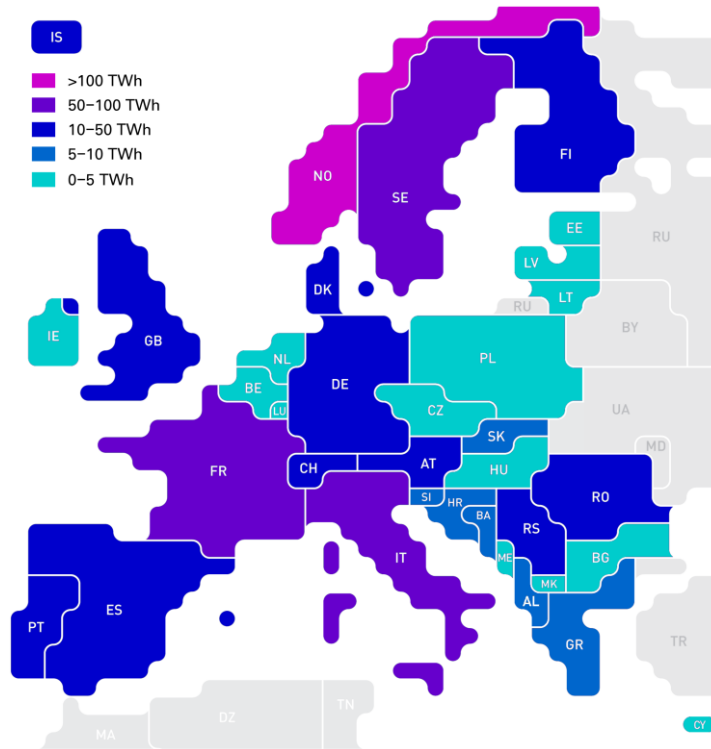 IS
>100 TWh
50–100 TWh
10–50 TWh
5–10 TWh
0–5 TWh
NO
SE
FI
EE
RU
LV
LT
RU
BY
DK
IE
GB
NL
BE
LU
DE
PL
CZ
UA
MD
SK
FR
CH
AT
HU
SI
HR
BA
RO
RS
IT
ME
MK
BG
AL
PT
ES
GR
TR
MA
DZ
TN
CY